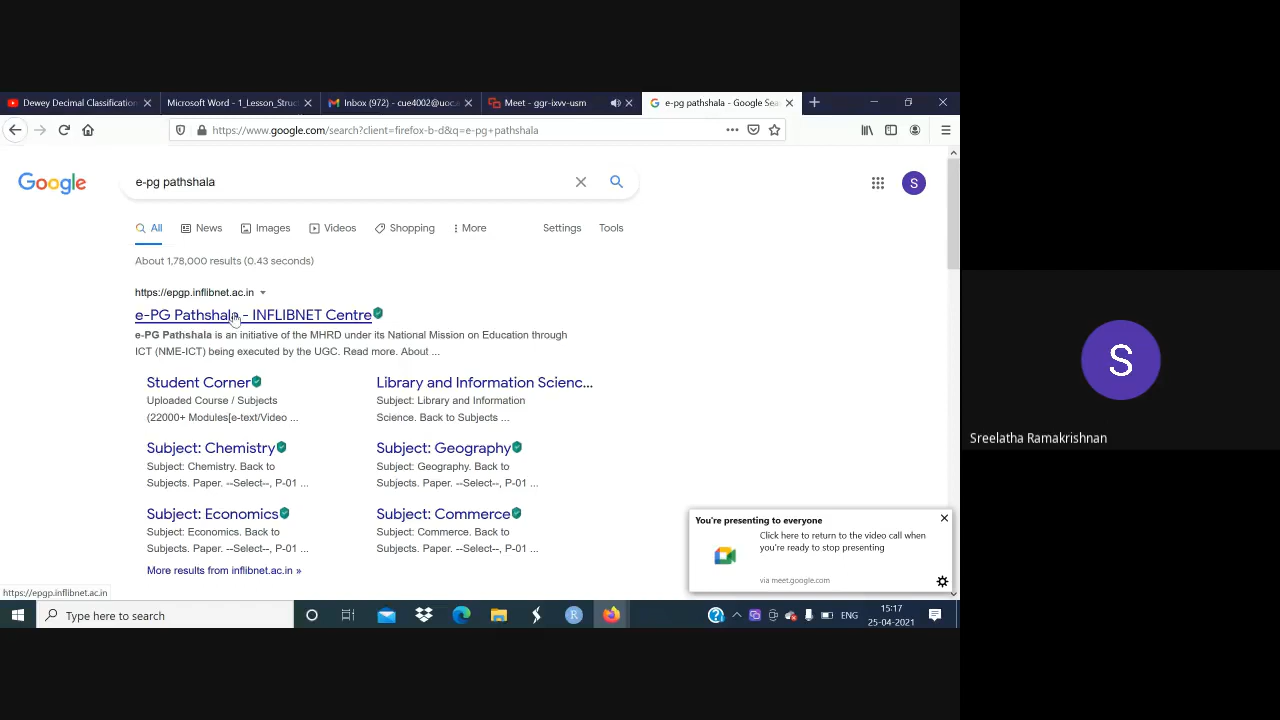 Dewey Decimal Classification
Microsoft Word - 1_Lesson_Struc
Inbox (972) - cue4002@uoc.a
Meet - ggr-ixvv-usm
e-pg pathshala - Google Sea
https://www.google.com/search?client=firefox-b-d&q=e-pg+pathshala
Google
e-pg pathshala
S
All
News
Images
Videos
Shopping
More
Settings
Tools
About 1,78,000 results (0.43 seconds)
https://epgp.inflibnet.ac.in
e-PG Pathshala - INFLIBNET Centre
e-PG Pathshala is an initiative of the MHRD under its National Mission on Education through
ICT (NME-ICT) being executed by the UGC. Read more. About ...
Student Corner
Uploaded Course / Subjects
(22000+ Modules[e-text/Video ...
Library and Information Scienc...
Subject: Library and Information
Science. Back to Subjects ...
Subject: Chemistry
Subject: Chemistry. Back to
Subjects. Paper. --Select--, P-01 ...
Subject: Geography
Subject: Geography. Back to
Subjects. Paper. --Select--, P-01 ...
Subject: Economics
Subject: Economics. Back to
Subjects. Paper. --Select--, P-01 ...
Subject: Commerce
Subject: Commerce. Back to
Subjects. Paper. --Select--, P-01 ...
More results from inflibnet.ac.in »
You're presenting to everyone
Click here to return to the video call when
you're ready to stop presenting
via meet.google.com
https://epgp.inflibnet.ac.in
Type here to search
ENG
15:17
25-04-2021
S
Sreelatha Ramakrishnan